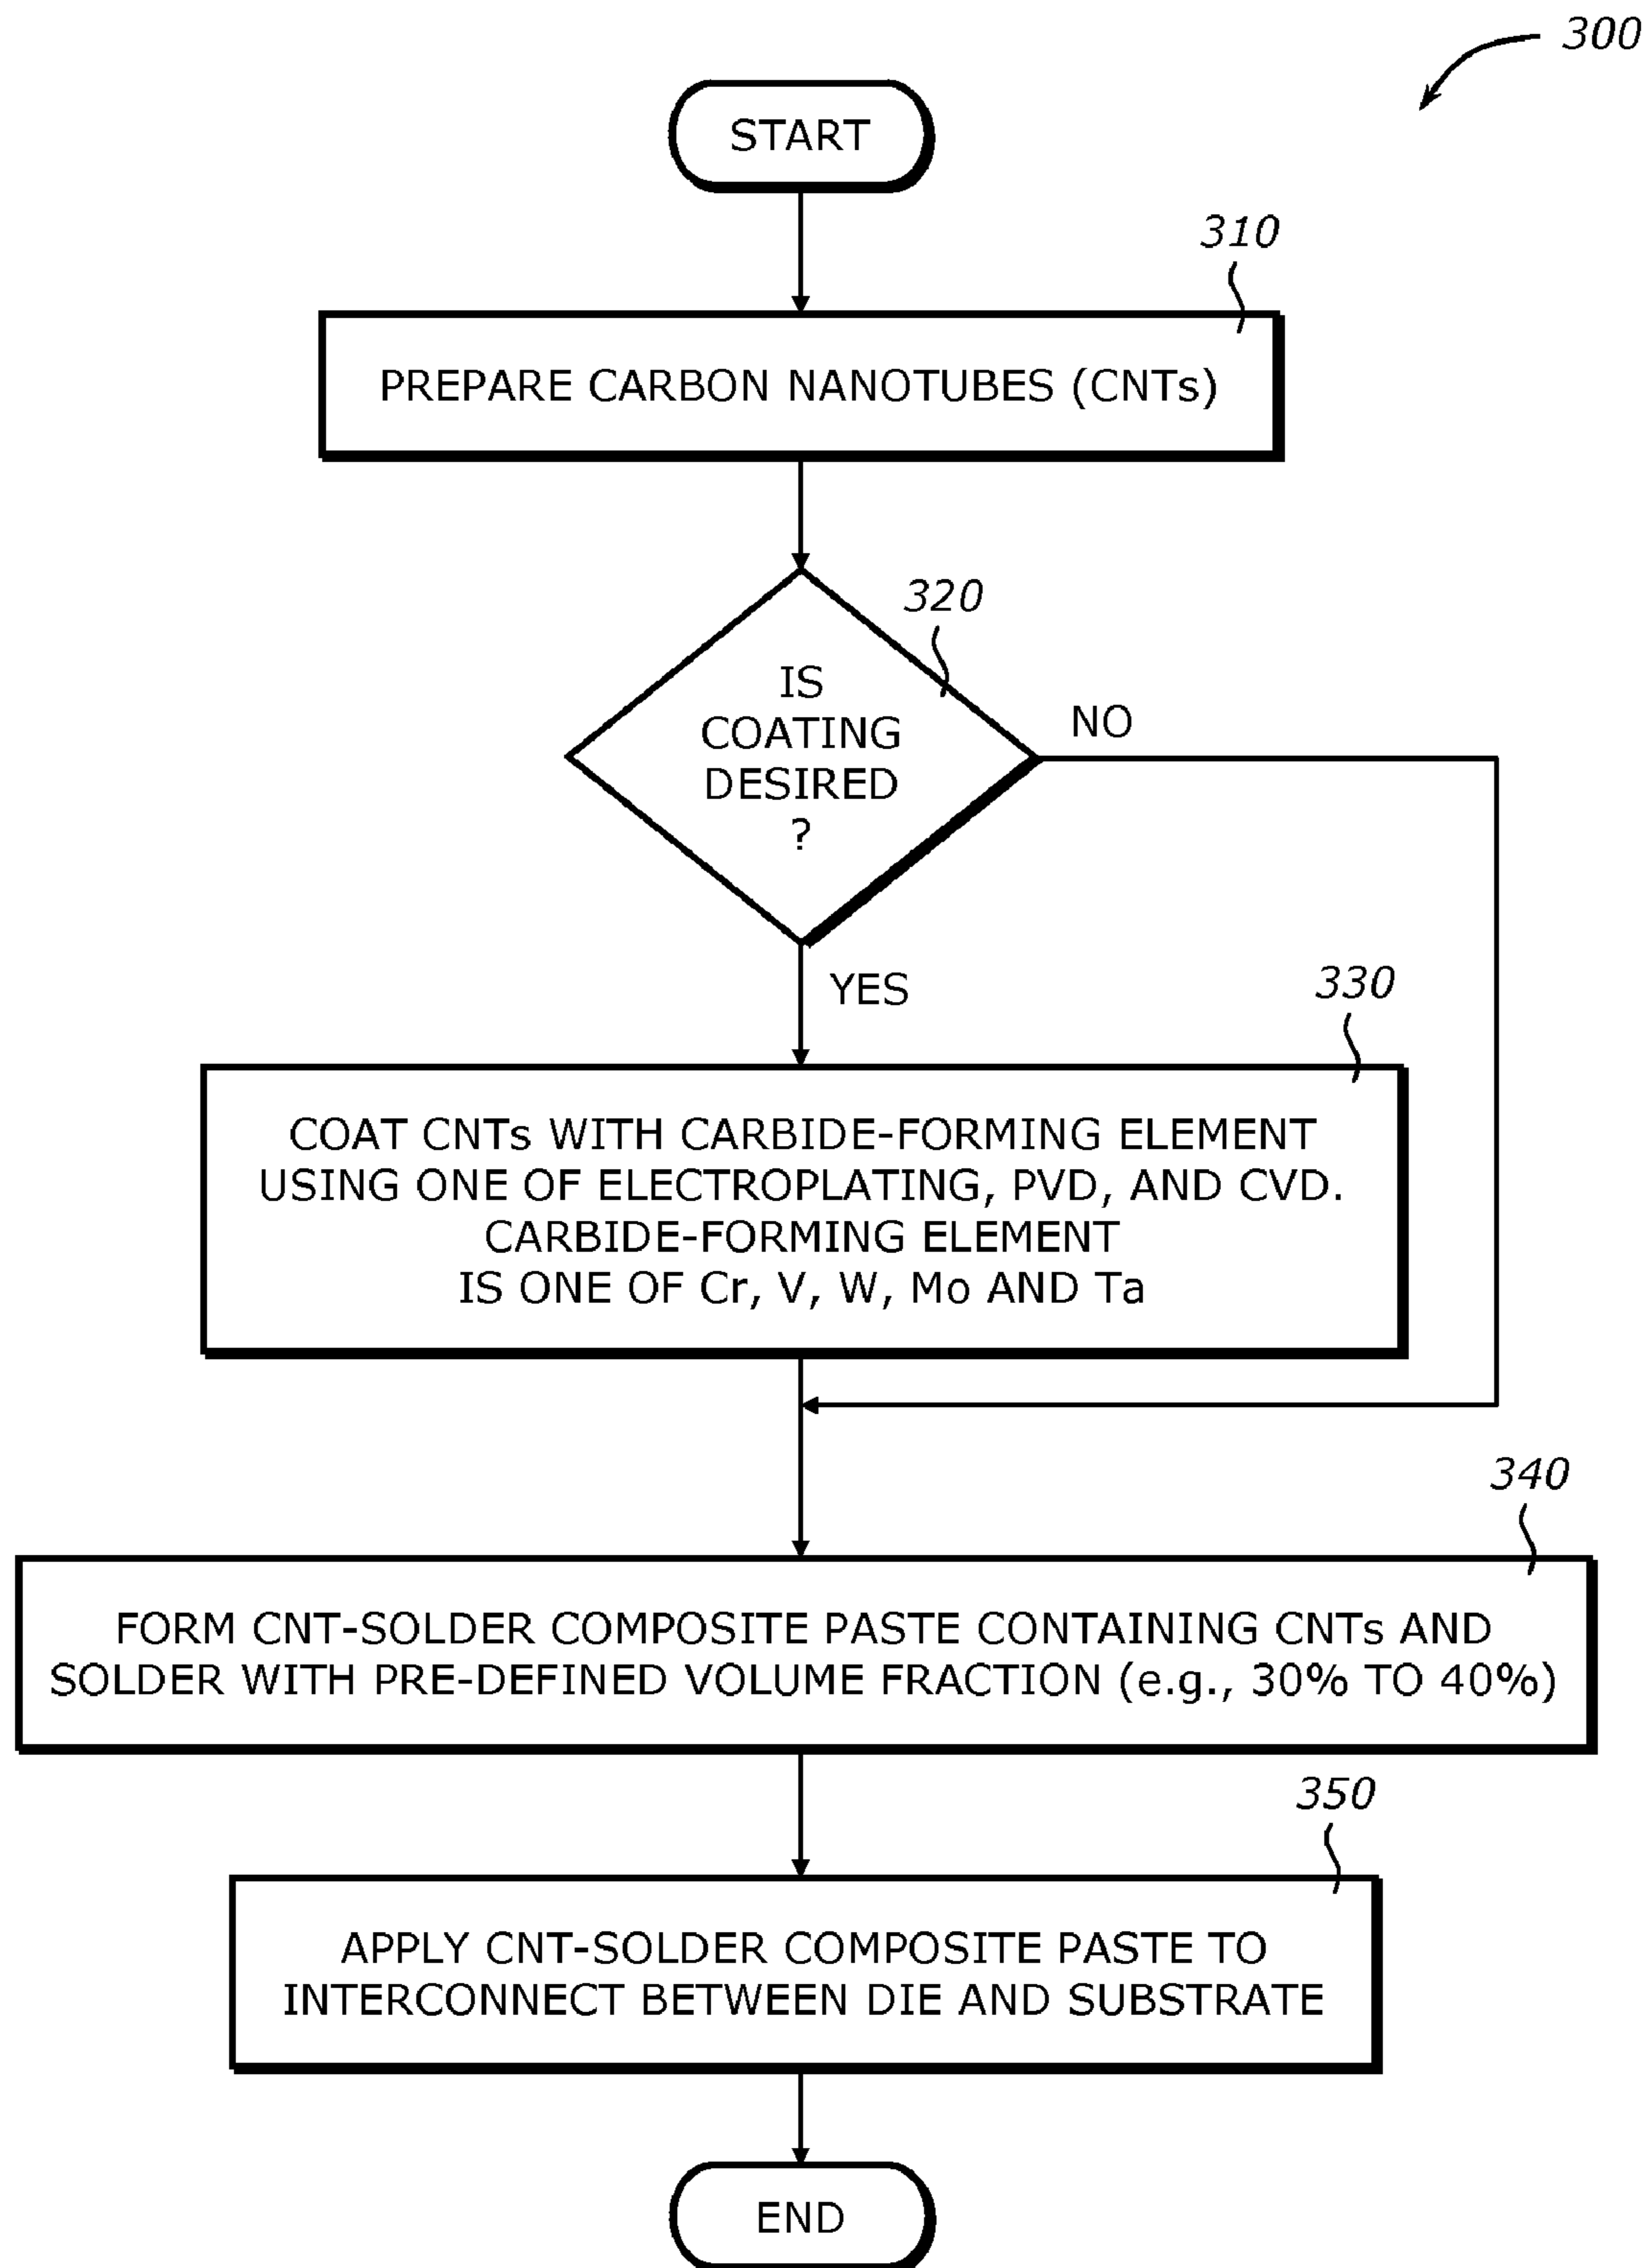 300
START
310
PREPARE CARBON NANOTUBES (CNTs)
320
IS
COATING
DESIRED
?
NO
YES
330
COAT CNTs WITH CARBIDE-FORMING ELEMENT
USING ONE OF ELECTROPLATING, PVD, AND CVD.
CARBIDE-FORMING ELEMENT
IS ONE OF Cr, V, W, Mo AND Ta
340
FORM CNT-SOLDER COMPOSITE PASTE CONTAINING CNTs AND
SOLDER WITH PRE-DEFINED VOLUME FRACTION (e.g., 30% TO 40%)
350
APPLY CNT-SOLDER COMPOSITE PASTE TO
INTERCONNECT BETWEEN DIE AND SUBSTRATE
END